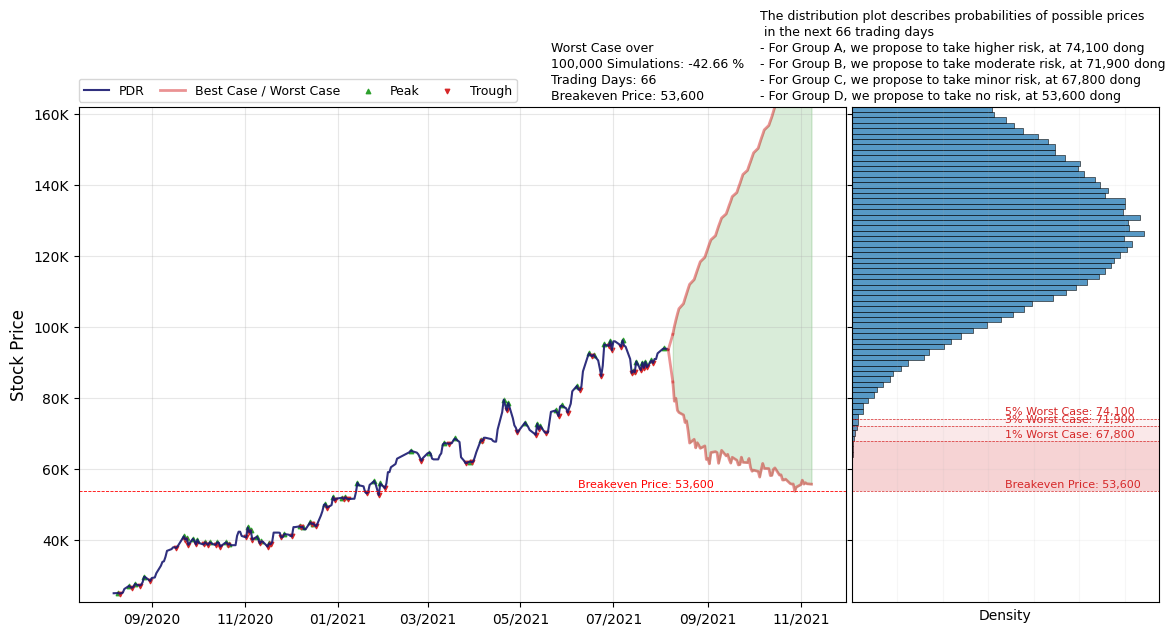 The distribution plot describes probabilities of possible prices
in the next 66 trading days
- For Group A, we propose to take higher risk, at 74,100 dong
- For Group B, we propose to take moderate risk, at 71,900 dong
- For Group C, we propose to take minor risk, at 67,800 dong
- For Group D, we propose to take no risk, at 53,600 dong
Worst Case over
100,000 Simulations: -42.66 %
Trading Days: 66
Breakeven Price: 53,600
PDR
Best Case / Worst Case
Peak
Trough
Stock Price
160K
140K
120K
100K
80K
60K
40K
Breakeven Price: 53,600
5% Worst Case: 74,100
3% Worst Case: 71,900
1% Worst Case: 67,800
Breakeven Price: 53,600
09/2020
11/2020
01/2021
03/2021
05/2021
07/2021
09/2021
11/2021
Density